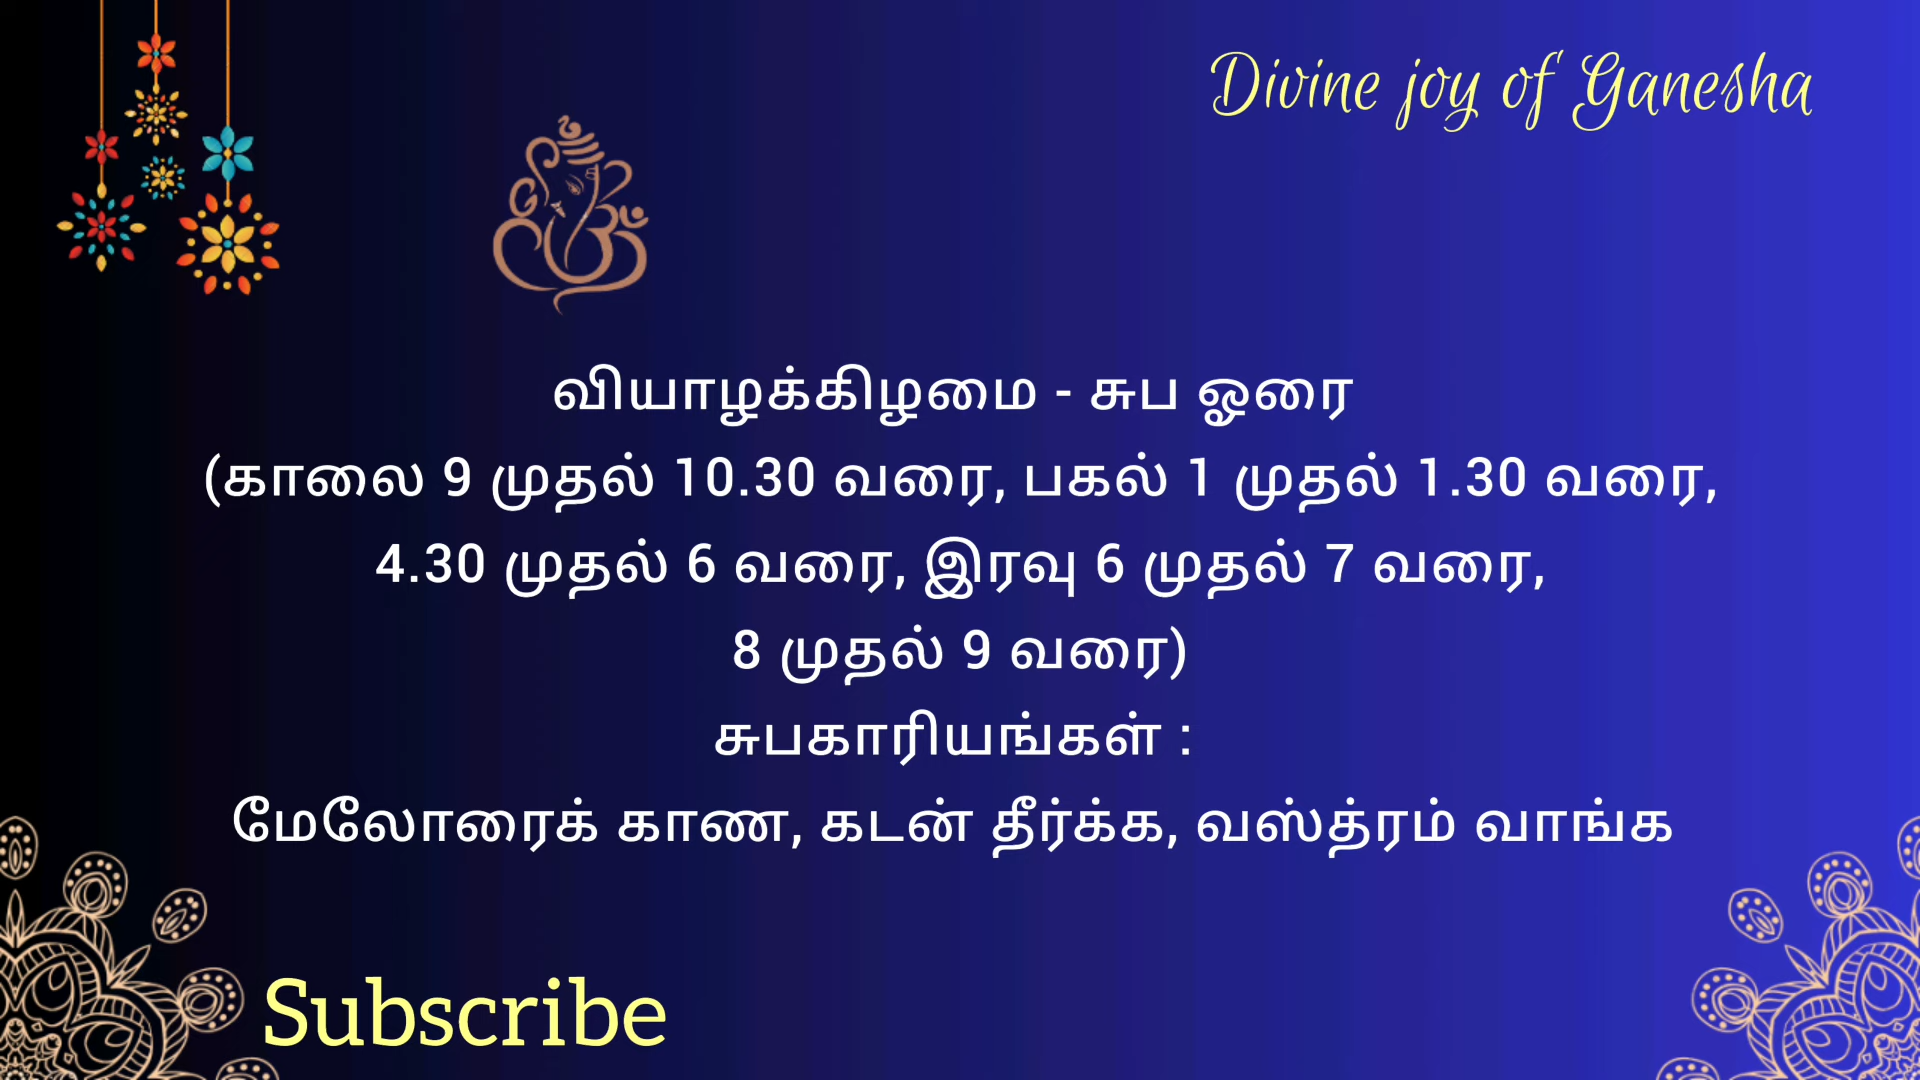 Divine joy of Ganesha
வியாழக்கிழமை - சுப ஓரை
(காலை 9 முதல் 10.30 வரை, பகல் 1 முதல் 1.30 வரை,
4.30 முதல் 6 வரை, இரவு 6 முதல் 7 வரை,
8 முதல் 9 வரை)
சுபகாரியங்கள் :
மேலோரைக் காண, கடன் தீர்க்க, வஸ்த்ரம் வாங்க
Subscribe